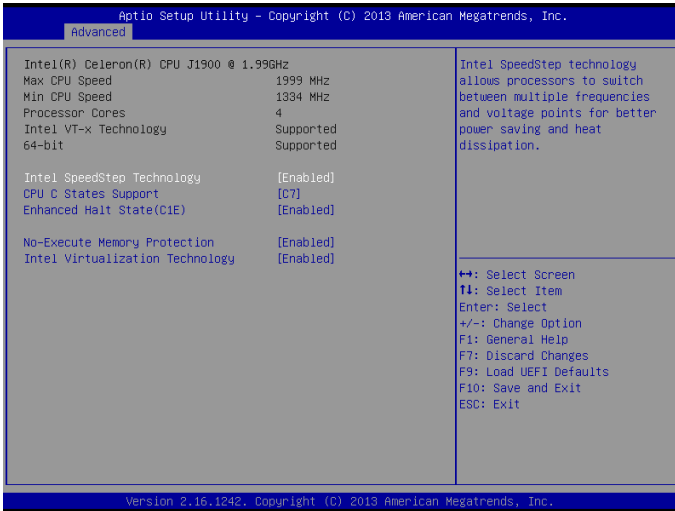 Aptio Setup Utility – Copyright (C) 2013 American Megatrends, Inc.
Advanced
Intel(R) Celeron(R) CPU J1900 @ 1.99GHz
Max CPU Speed 1999 MHz
Min CPU Speed 1334 MHz
Processor Cores 4
Intel VT-x Technology Supported
64-bit Supported
Intel SpeedStep Technology [Enabled]
CPU C States Support [C7]
Enhanced Halt State(C1E) [Enabled]
No-Execute Memory Protection [Enabled]
Intel Virtualization Technology [Enabled]
Intel SpeedStep technology
allows processors to switch
between multiple frequencies
and voltage points for better
power saving and heat
dissipation.
↔: Select Screen
↑↓: Select Item
Enter: Select
+/-: Change Option
F1: General Help
F7: Discard Changes
F9: Load UEFI Defaults
F10: Save and Exit
ESC: Exit
Version 2.16.1242. Copyright (C) 2013 American Megatrends, Inc.